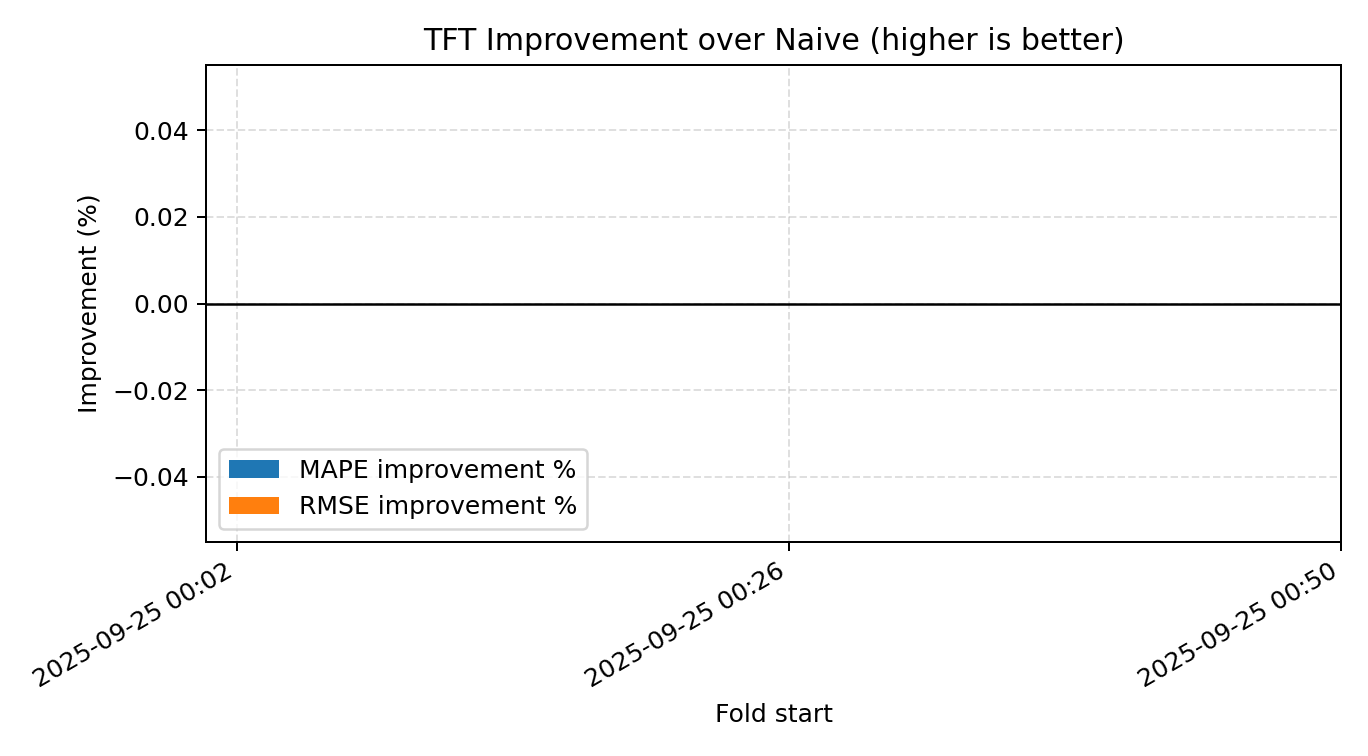 TFT Improvement over Naive (higher is better)
Improvement (%)
0.04
0.02
0.00
−0.02
−0.04
MAPE improvement %
RMSE improvement %
2025-09-25 00:02
2025-09-25 00:26
2025-09-25 00:50
Fold start